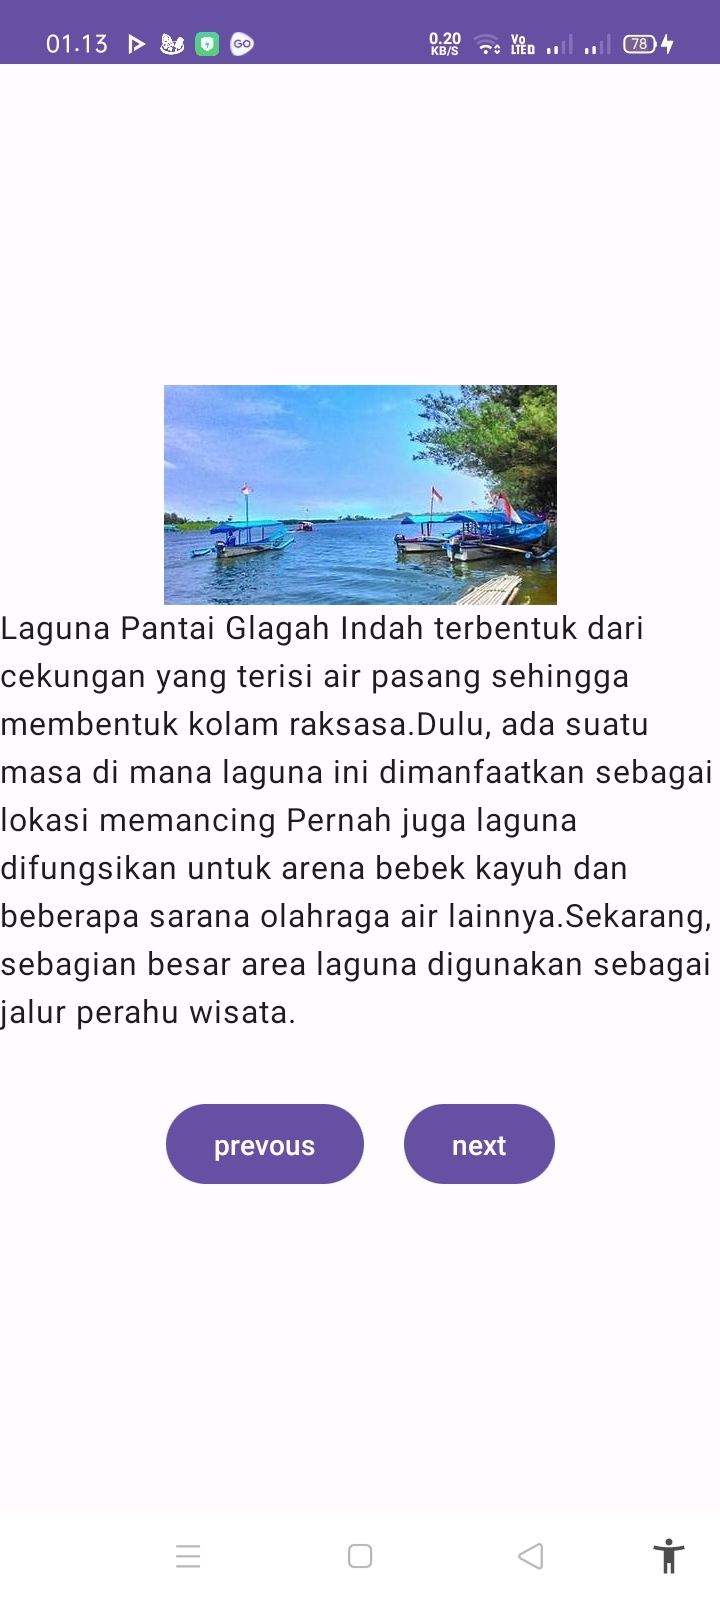 01.13
GO
0.20
KB/S
Vo
LTE
78
Laguna Pantai Glagah Indah terbentuk dari
cekungan yang terisi air pasang sehingga
membentuk kolam raksasa.Dulu, ada suatu
masa di mana laguna ini dimanfaatkan sebagai
lokasi memancing Pernah juga laguna
difungsikan untuk arena bebek kayuh dan
beberapa sarana olahraga air lainnya.Sekarang,
sebagian besar area laguna digunakan sebagai
jalur perahu wisata.
prevous
next